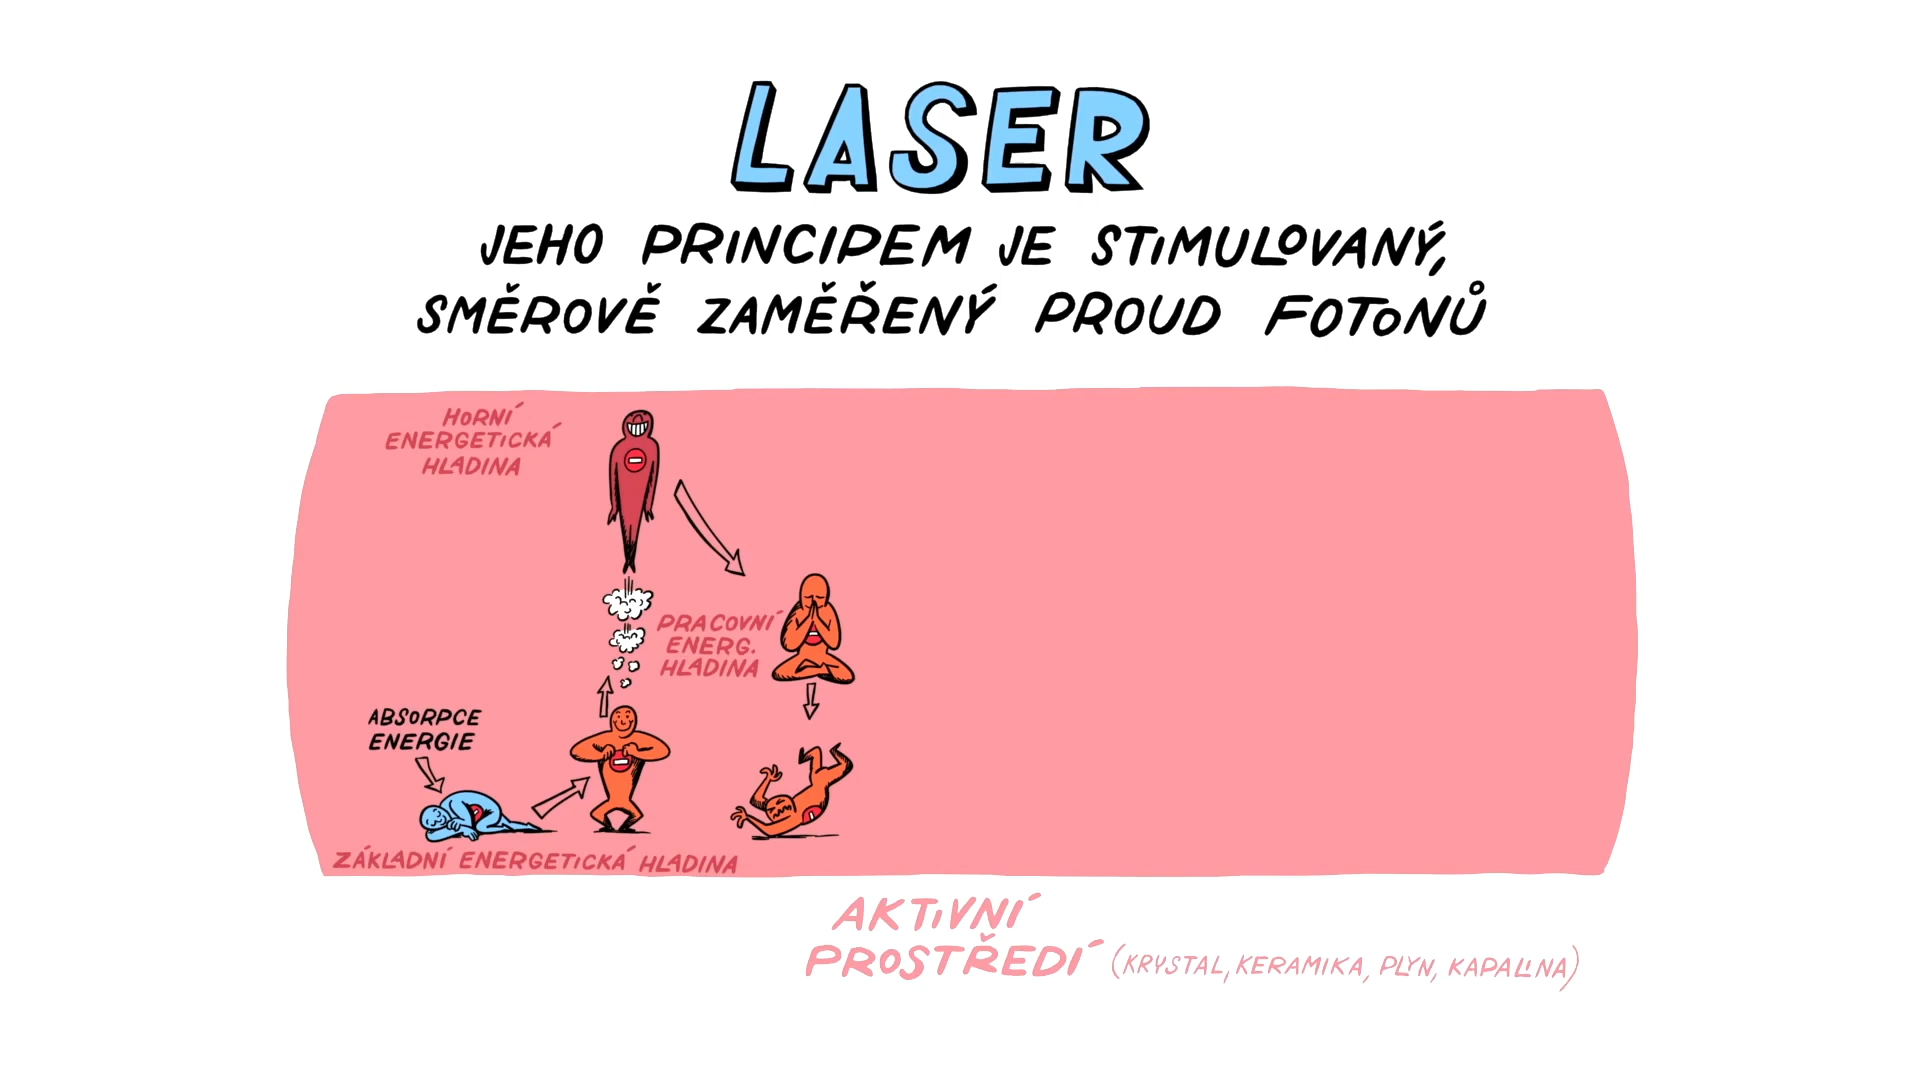 LASER
JEHO PRINCIPEM JE STIMULOVANÝ,
SMĚROVĚ ZAMĚŘENÝ PROUD FOTONŮ
HORNÍ
ENERGETICKÁ
HLADINA
PRACOVNÍ
ENERG.
HLADINA
ABSORPCE
ENERGIE
ZÁKLADNÍ ENERGETICKÁ HLADINA
AKTIVNÍ
PROSTŘEDÍ (KRYSTAL, KERAMIKA, PLYN, KAPALINA)